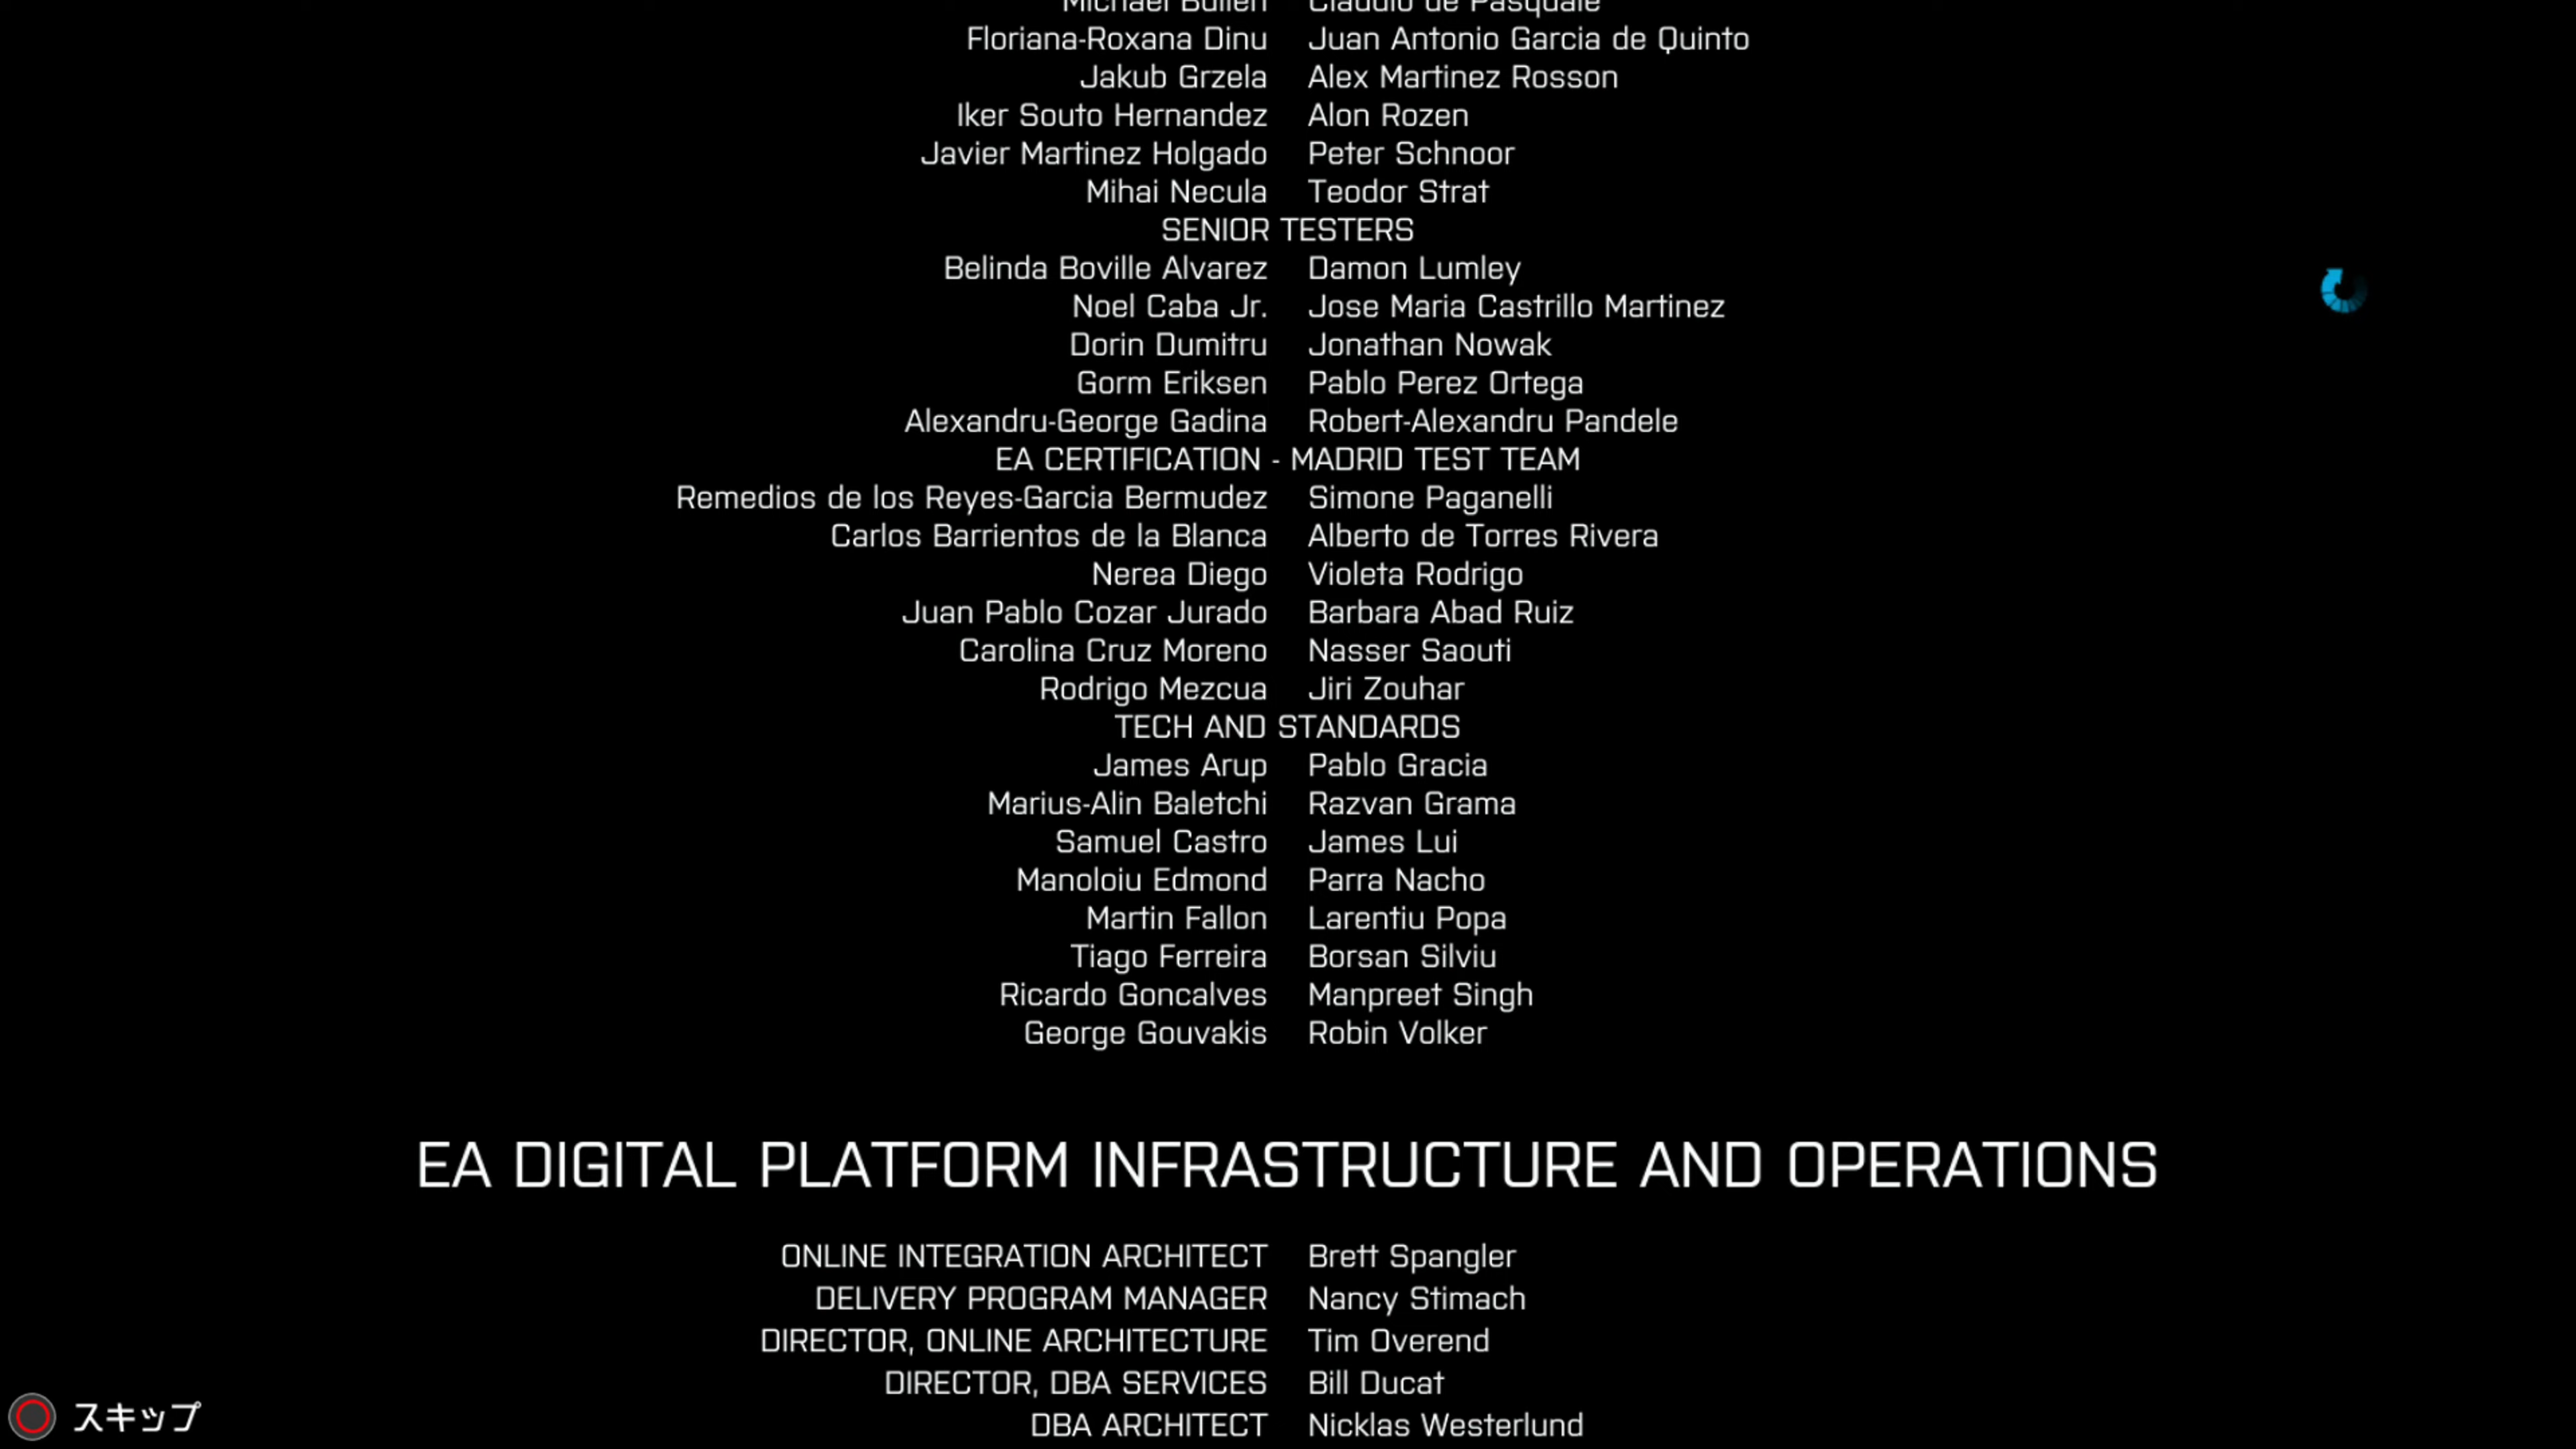 Michael Bullen Claudio de Pasquale
Floriana-Roxana Dinu Juan Antonio Garcia de Quinto
Jakub Grzela Alex Martinez Rosson
Iker Souto Hernandez Alon Rozen
Javier Martinez Holgado Peter Schnoor
Mihai Necula Teodor Strat
SENIOR TESTERS
Belinda Boville Alvarez Damon Lumley
Noel Caba Jr. Jose Maria Castrillo Martinez
Dorin Dumitru Jonathan Nowak
Gorm Eriksen Pablo Perez Ortega
Alexandru-George Gadina Robert-Alexandru Pandele
EA CERTIFICATION - MADRID TEST TEAM
Remedios de los Reyes-Garcia Bermudez Simone Paganelli
Carlos Barrientos de la Blanca Alberto de Torres Rivera
Nerea Diego Violeta Rodrigo
Juan Pablo Cozar Jurado Barbara Abad Ruiz
Carolina Cruz Moreno Nasser Saouti
Rodrigo Mezcua Jiri Zouhar
TECH AND STANDARDS
James Arup Pablo Gracia
Marius-Alin Baletchi Razvan Grama
Samuel Castro James Lui
Manoloiu Edmond Parra Nacho
Martin Fallon Larentiu Popa
Tiago Ferreira Borsan Silviu
Ricardo Goncalves Manpreet Singh
George Gouvakis Robin Volker
EA DIGITAL PLATFORM INFRASTRUCTURE AND OPERATIONS
ONLINE INTEGRATION ARCHITECT Brett Spangler
DELIVERY PROGRAM MANAGER Nancy Stimach
DIRECTOR, ONLINE ARCHITECTURE Tim Overend
DIRECTOR, DBA SERVICES Bill Ducat
DBA ARCHITECT Nicklas Westerlund
スキップ